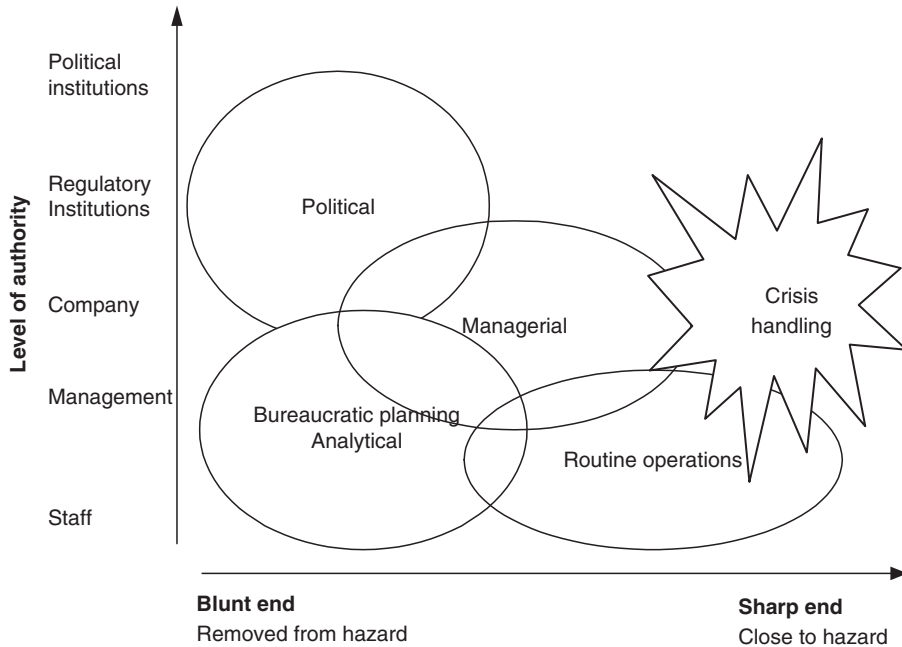 Political
institutions
Regulatory
Institutions
Company
Management
Staff
Level of authority
Political
Managerial
Bureaucratic planning
Analytical
Routine operations
Crisis
handling
Blunt end
Removed from hazard
Sharp end
Close to hazard